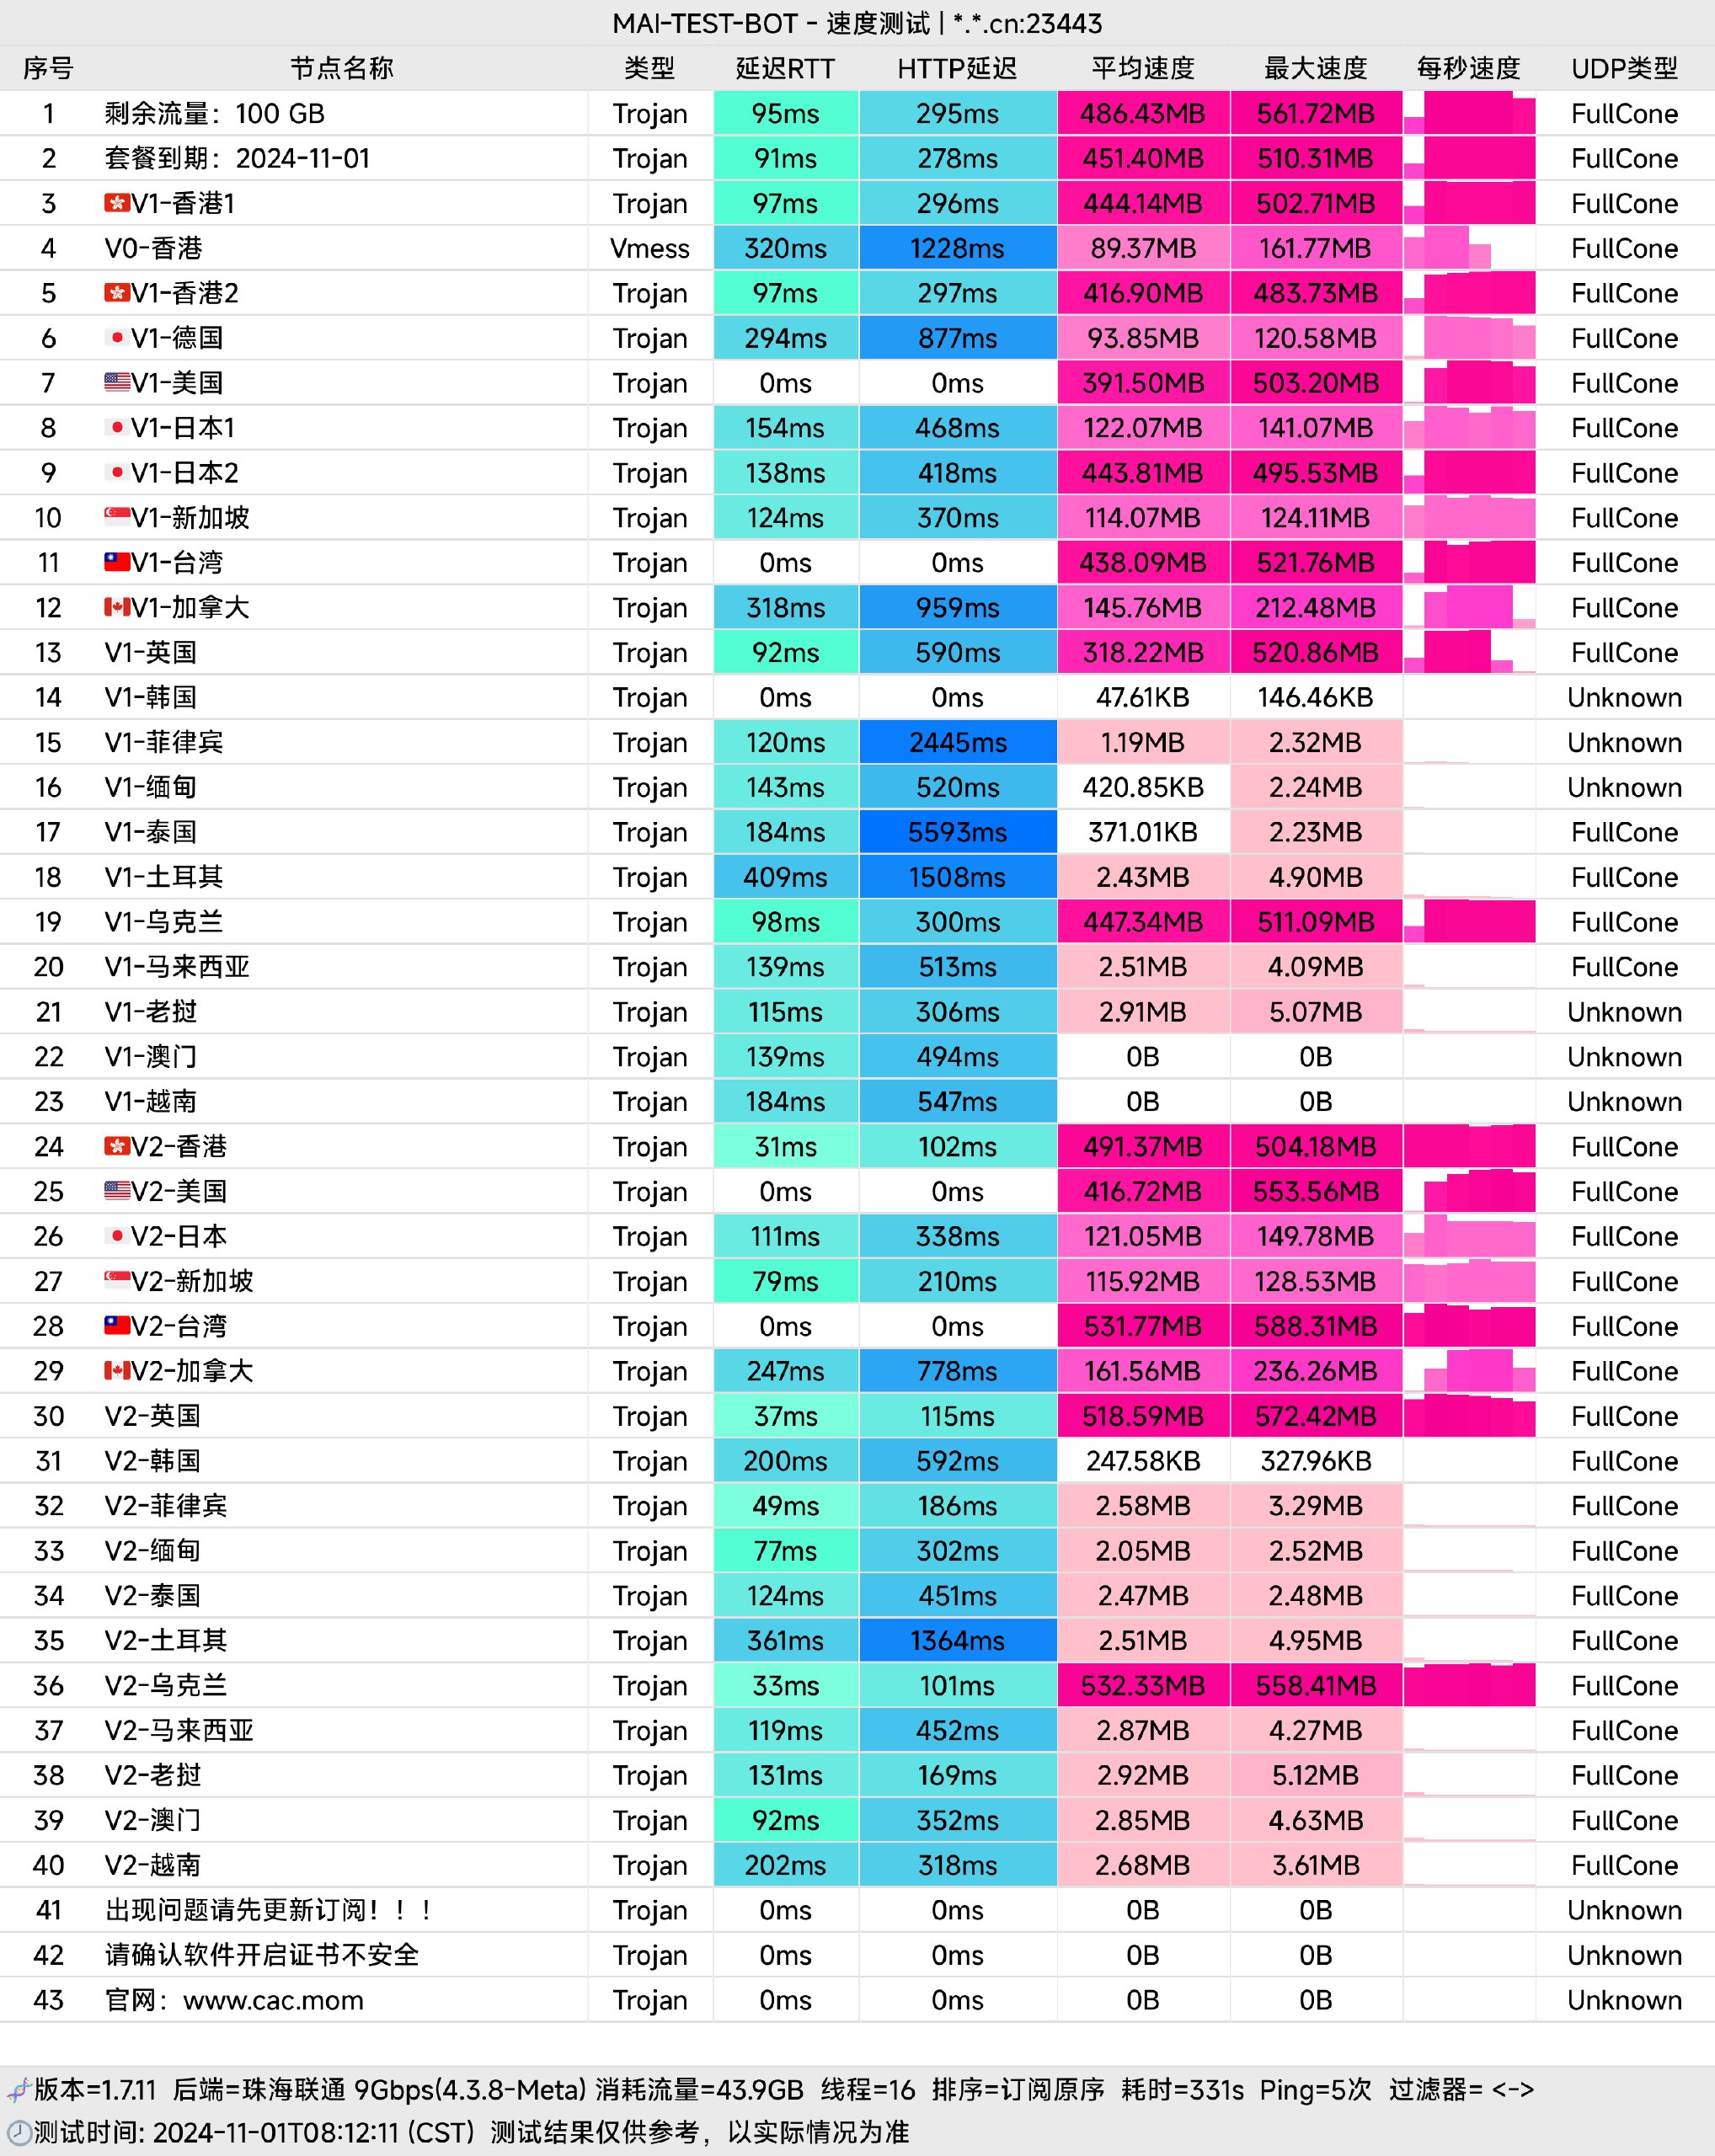 MAI-TEST-BOT - 速度测试 | *.*.cn:23443
序号 节点名称 类型 延迟RTT HTTP延迟 平均速度 最大速度 每秒速度 UDP类型
1 剩余流量：100 GB Trojan 95ms 295ms 486.43MB 561.72MB FullCone
2 套餐到期：2024-11-01 Trojan 91ms 278ms 451.40MB 510.31MB FullCone
3 🇭🇰V1-香港1 Trojan 97ms 296ms 444.14MB 502.71MB FullCone
4 V0-香港 Vmess 320ms 1228ms 89.37MB 161.77MB FullCone
5 🇭🇰V1-香港2 Trojan 97ms 297ms 416.90MB 483.73MB FullCone
6 🇯🇵V1-德国 Trojan 294ms 877ms 93.85MB 120.58MB FullCone
7 🇺🇸V1-美国 Trojan 0ms 0ms 391.50MB 503.20MB FullCone
8 🇯🇵V1-日本1 Trojan 154ms 468ms 122.07MB 141.07MB FullCone
9 🇯🇵V1-日本2 Trojan 138ms 418ms 443.81MB 495.53MB FullCone
10 🇸🇬V1-新加坡 Trojan 124ms 370ms 114.07MB 124.11MB FullCone
11 🇹🇼V1-台湾 Trojan 0ms 0ms 438.09MB 521.76MB FullCone
12 🇨🇦V1-加拿大 Trojan 318ms 959ms 145.76MB 212.48MB FullCone
13 V1-英国 Trojan 92ms 590ms 318.22MB 520.86MB FullCone
14 V1-韩国 Trojan 0ms 0ms 47.61KB 146.46KB Unknown
15 V1-菲律宾 Trojan 120ms 2445ms 1.19MB 2.32MB Unknown
16 V1-缅甸 Trojan 143ms 520ms 420.85KB 2.24MB Unknown
17 V1-泰国 Trojan 184ms 5593ms 371.01KB 2.23MB FullCone
18 V1-土耳其 Trojan 409ms 1508ms 2.43MB 4.90MB FullCone
19 V1-乌克兰 Trojan 98ms 300ms 447.34MB 511.09MB FullCone
20 V1-马来西亚 Trojan 139ms 513ms 2.51MB 4.09MB FullCone
21 V1-老挝 Trojan 115ms 306ms 2.91MB 5.07MB Unknown
22 V1-澳门 Trojan 139ms 494ms 0B 0B Unknown
23 V1-越南 Trojan 184ms 547ms 0B 0B Unknown
24 🇭🇰V2-香港 Trojan 31ms 102ms 491.37MB 504.18MB FullCone
25 🇺🇸V2-美国 Trojan 0ms 0ms 416.72MB 553.56MB FullCone
26 🇯🇵V2-日本 Trojan 111ms 338ms 121.05MB 149.78MB FullCone
27 🇸🇬V2-新加坡 Trojan 79ms 210ms 115.92MB 128.53MB FullCone
28 🇹🇼V2-台湾 Trojan 0ms 0ms 531.77MB 588.31MB FullCone
29 🇨🇦V2-加拿大 Trojan 247ms 778ms 161.56MB 236.26MB FullCone
30 V2-英国 Trojan 37ms 115ms 518.59MB 572.42MB FullCone
31 V2-韩国 Trojan 200ms 592ms 247.58KB 327.96KB FullCone
32 V2-菲律宾 Trojan 49ms 186ms 2.58MB 3.29MB FullCone
33 V2-缅甸 Trojan 77ms 302ms 2.05MB 2.52MB FullCone
34 V2-泰国 Trojan 124ms 451ms 2.47MB 2.48MB FullCone
35 V2-土耳其 Trojan 361ms 1364ms 2.51MB 4.95MB FullCone
36 V2-乌克兰 Trojan 33ms 101ms 532.33MB 558.41MB FullCone
37 V2-马来西亚 Trojan 119ms 452ms 2.87MB 4.27MB FullCone
38 V2-老挝 Trojan 131ms 169ms 2.92MB 5.12MB FullCone
39 V2-澳门 Trojan 92ms 352ms 2.85MB 4.63MB FullCone
40 V2-越南 Trojan 202ms 318ms 2.68MB 3.61MB FullCone
41 出现问题请先更新订阅！！！ Trojan 0ms 0ms 0B 0B Unknown
42 请确认软件开启证书不安全 Trojan 0ms 0ms 0B 0B Unknown
43 官网：www.cac.mom Trojan 0ms 0ms 0B 0B Unknown
🧬版本=1.7.11 后端=珠海联通 9Gbps(4.3.8-Meta) 消耗流量=43.9GB 线程=16 排序=订阅原序 耗时=331s Ping=5次 过滤器= <->
🕗测试时间: 2024-11-01T08:12:11 (CST) 测试结果仅供参考，以实际情况为准